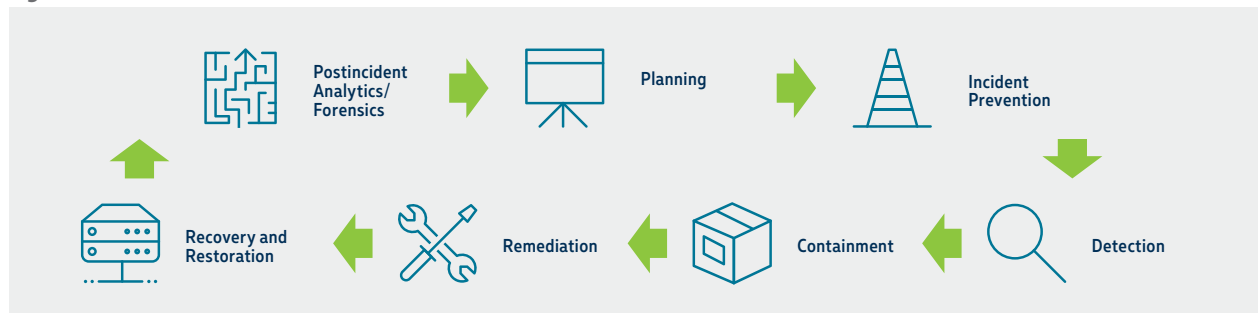 Postincident
Analytics/
Forensics
Planning
Incident
Prevention
Recovery and
Restoration
Remediation
Containment
Detection